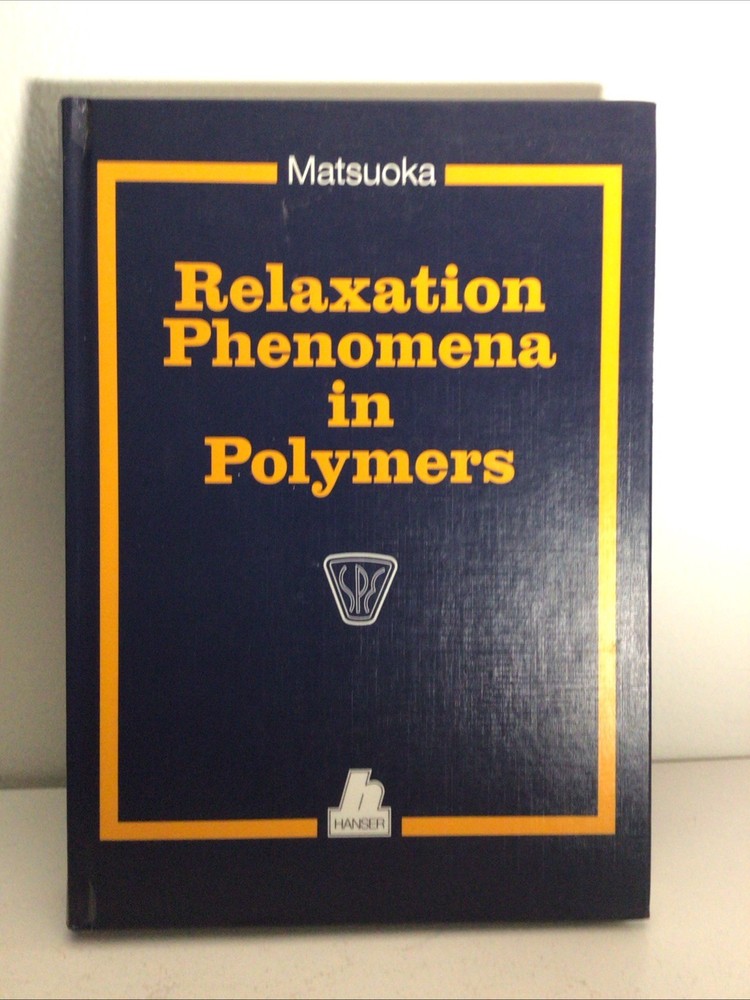 Matsuoka
Relaxation
Phenomena
in
Polymers
SPE
h
HANSER